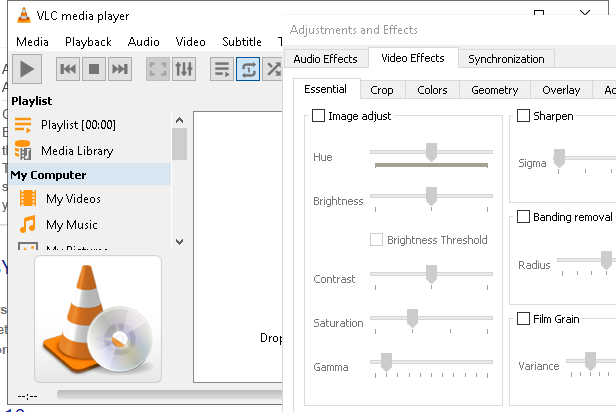 VLC media player
Media Playback Audio Video Subtitle T
Playlist
Playlist [00:00]
Media Library
My Computer
My Videos
My Music
My Pictures
Drop
--:--
Adjustments and Effects
Audio Effects Video Effects Synchronization
Essential Crop Colors Geometry Overlay
Image adjust
Hue
Brightness
Brightness Threshold
Contrast
Saturation
Gamma
Sharpen
Sigma
Banding removal
Radius
Film Grain
Variance